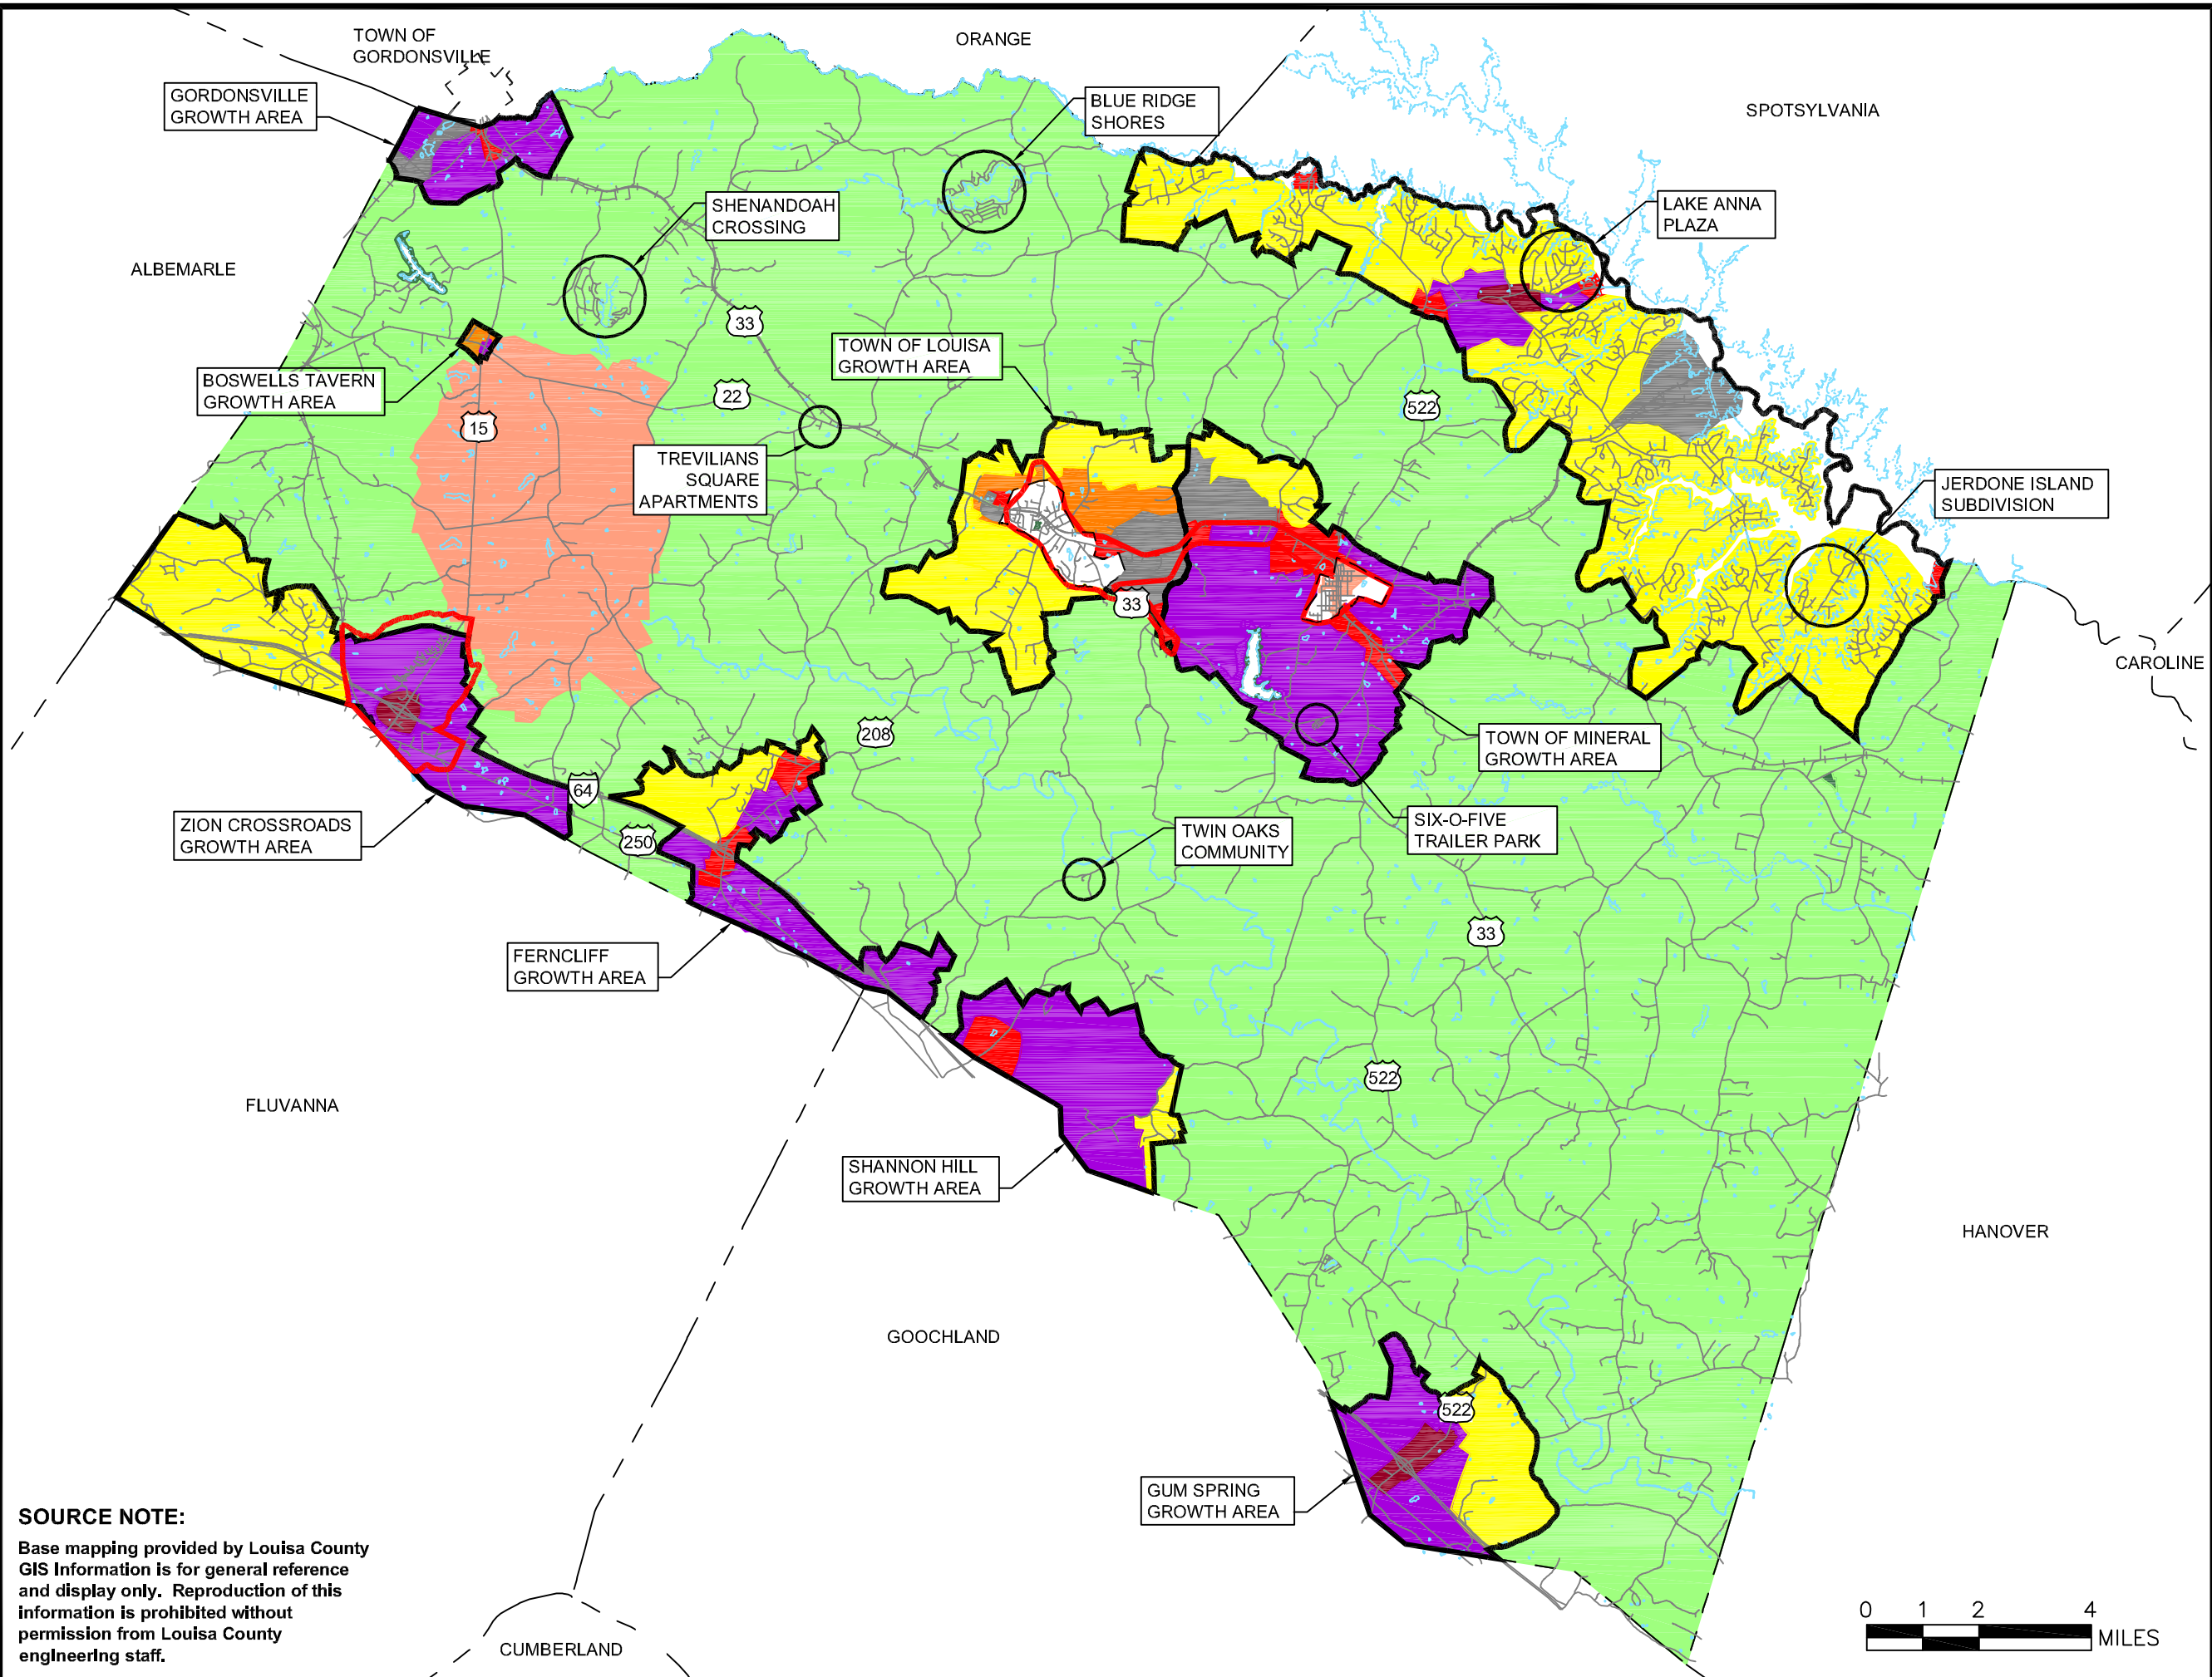 TOWN OF
GORDONSVILLE
ORANGE
SPOTSYLVANIA
GORDONSVILLE
GROWTH AREA
BLUE RIDGE
SHORES
SHENANDOAH
CROSSING
LAKE ANNA
PLAZA
ALBEMARLE
33
TOWN OF LOUISA
GROWTH AREA
BOSWELLS TAVERN
GROWTH AREA
22
522
15
TREVILIANS
SQUARE
APARTMENTS
JERDONE ISLAND
SUBDIVISION
33
CAROLINE
208
TOWN OF MINERAL
GROWTH AREA
64
ZION CROSSROADS
GROWTH AREA
250
TWIN OAKS
COMMUNITY
SIX-O-FIVE
TRAILER PARK
33
FERNCLIFF
GROWTH AREA
522
FLUVANNA
SHANNON HILL
GROWTH AREA
HANOVER
GOOCHLAND
522
GUM SPRING
GROWTH AREA
SOURCE NOTE:
Base mapping provided by Louisa County
GIS Information is for general reference
and display only. Reproduction of this
information is prohibited without
permission from Louisa County
engineering staff.
CUMBERLAND
0 1 2 4
MILES